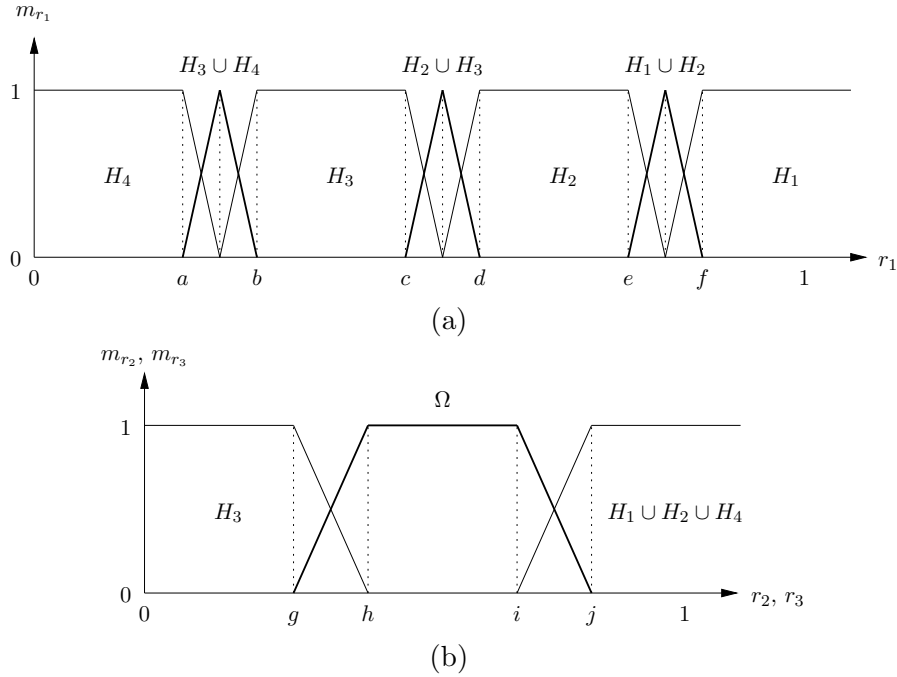 m_{r_1}
H_3 ∪ H_4 H_2 ∪ H_3 H_1 ∪ H_2
1
H_4 H_3 H_2 H_1
0
0 a b c d e f 1 r_1
(a)
m_{r_2}, m_{r_3}
Ω
1
H_3 H_1 ∪ H_2 ∪ H_4
0
0 g h i j 1 r_2, r_3
(b)